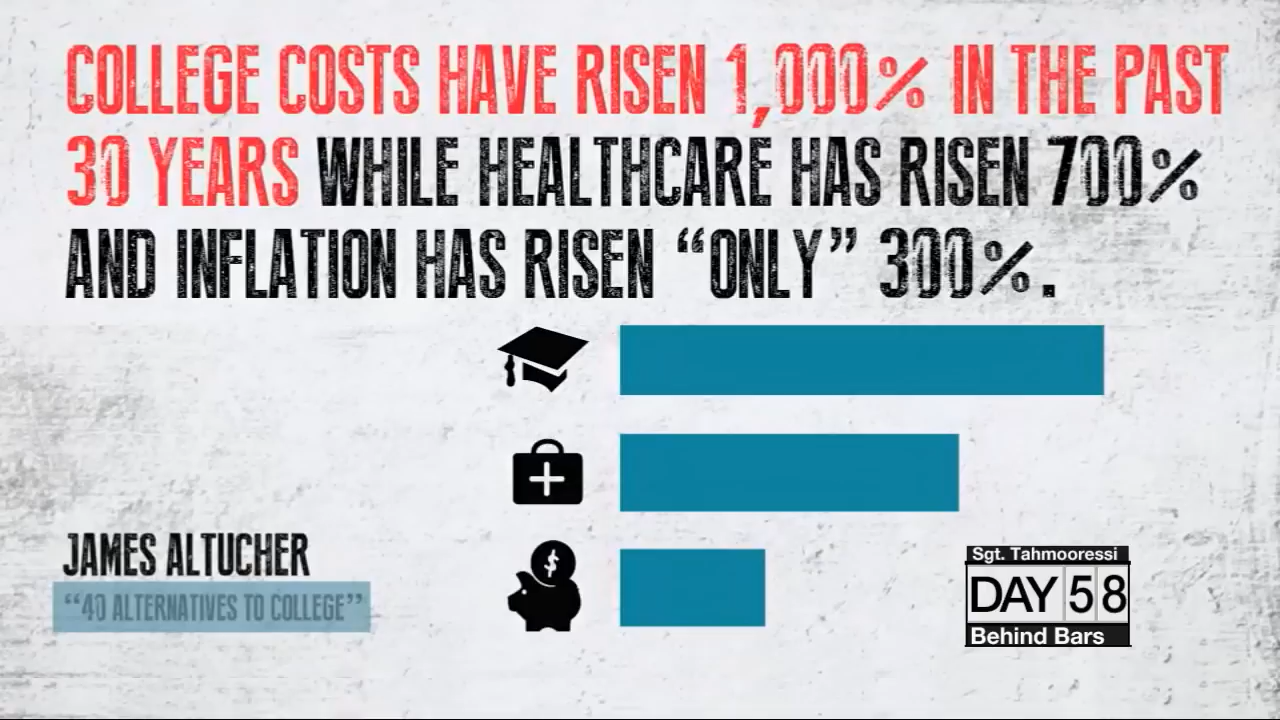 COLLEGE COSTS HAVE RISEN 1,000% IN THE PAST
30 YEARS WHILE HEALTHCARE HAS RISEN 700%
AND INFLATION HAS RISEN “ONLY” 300%.
$
JAMES ALTUCHER
“40 ALTERNATIVES TO COLLEGE”
Sgt. Tahmooressi
DAY 58
Behind Bars